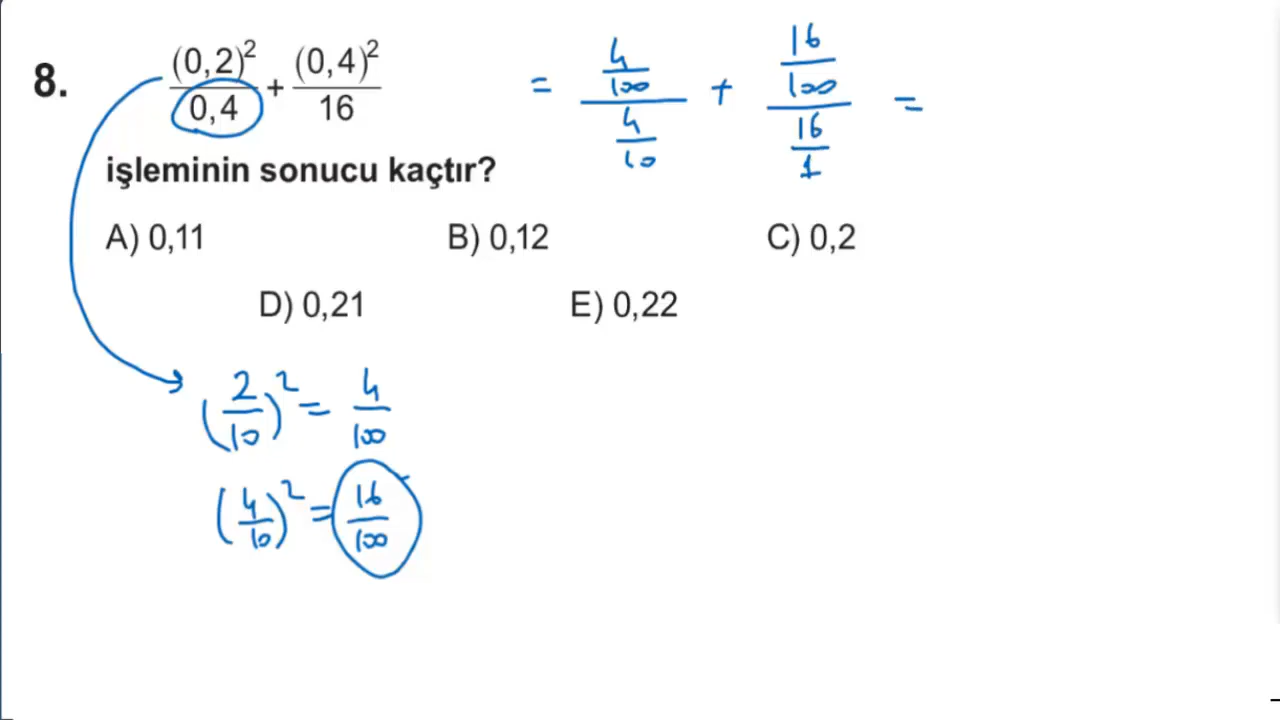 8. (0,2)²/0,4 + (0,4)²/16 = (4/100)/(4/10) + (16/100)/(16/1) =
işleminin sonucu kaçtır?
A) 0,11 B) 0,12 C) 0,2
D) 0,21 E) 0,22
(2/10)² = 4/100
(4/10)² = 16/100